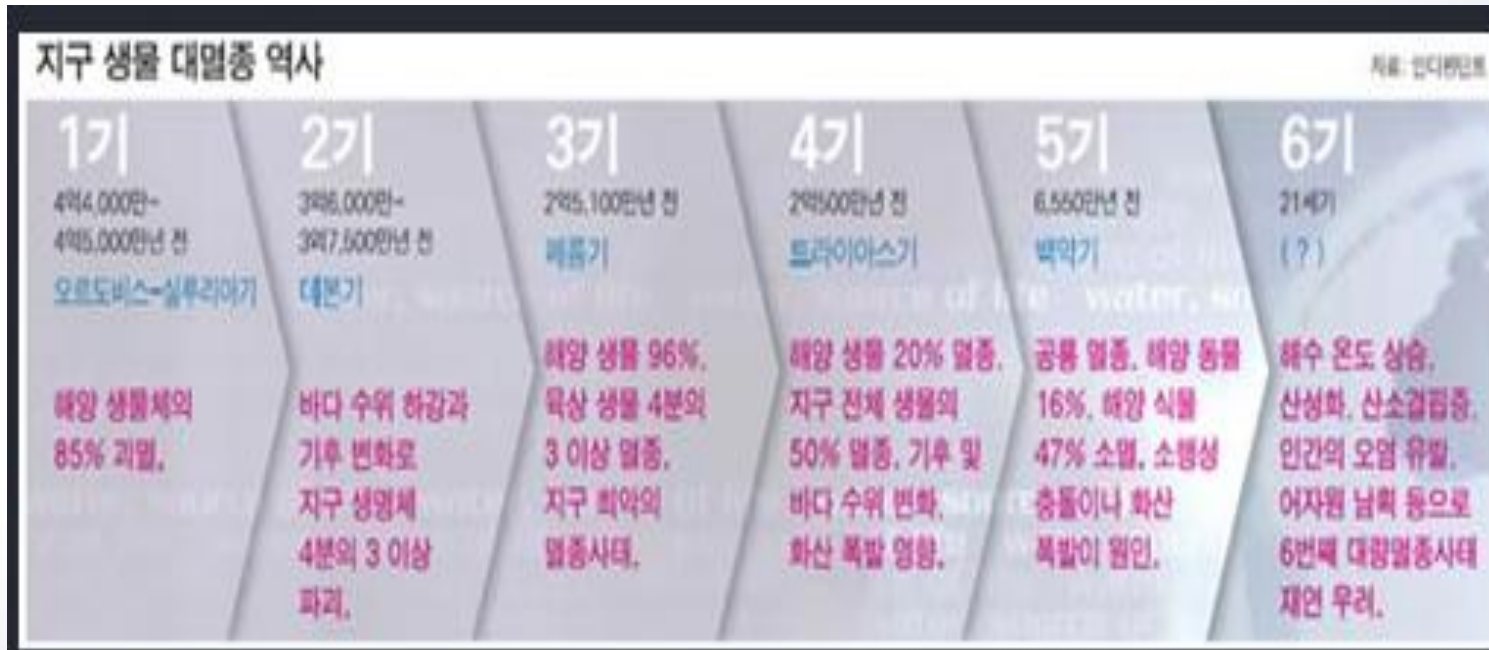 지구 생물 대멸종 역사
자료: 인디펜던트
1기
4억4,000만~
4억5,000만년 전
오르도비스-실루리아기
해양 생물체의
85% 괴멸.
2기
3억6,000만~
3억7,500만년 전
데본기
바다 수위 하강과
기후 변화로
지구 생명체
4분의 3 이상
파괴.
3기
2억5,100만년 전
페름기
해양 생물 96%,
육상 생물 4분의
3 이상 멸종.
지구 최악의
멸종사태.
4기
2억500만년 전
트라이아스기
해양 생물 20% 멸종.
지구 전체 생물의
50% 멸종. 기후 및
바다 수위 변화,
화산 폭발 영향.
5기
6,550만년 전
백악기
공룡 멸종. 해양 동물
16%, 해양 식물
47% 소멸. 소행성
충돌이나 화산
폭발이 원인.
6기
21세기
(?)
해수 온도 상승,
산성화, 산소결핍증,
인간의 오염 유발,
어자원 남획 등으로
6번째 대량멸종사태
재연 우려.